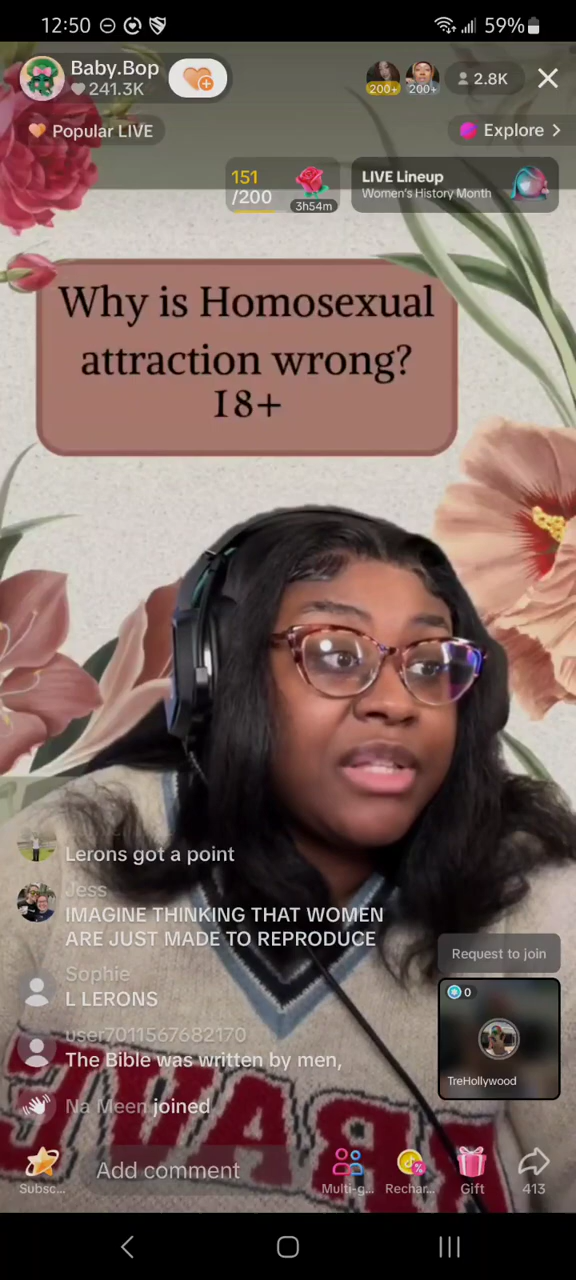 12:50
59%
Baby.Bop
241.3K
200+
200+
2.8K
Popular LIVE
Explore >
151
/200
3h54m
LIVE Lineup
Women's History Month
Why is Homosexual
attraction wrong?
18+
Lerons got a point
Jess
IMAGINE THINKING THAT WOMEN
ARE JUST MADE TO REPRODUCE
Sophie
L LERONS
user7011567682170
The Bible was written by men,
Na Meen joined
Request to join
0
TreHollywood
Add comment
Subsc...
Multi-g...
Rechar...
Gift
413